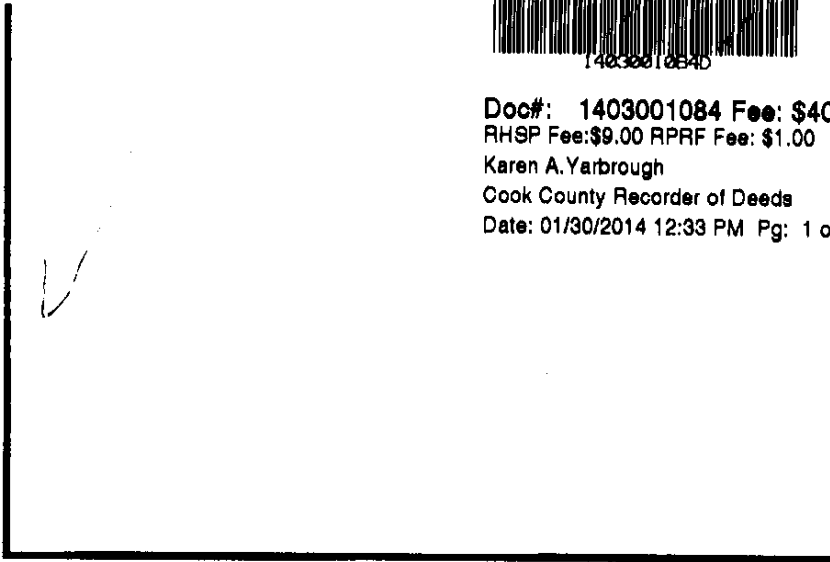 1403001084D
Doc#: 1403001084 Fee: $40
RHSP Fee:$9.00 RPRF Fee: $1.00
Karen A.Yarbrough
Cook County Recorder of Deeds
Date: 01/30/2014 12:33 PM Pg: 1 o